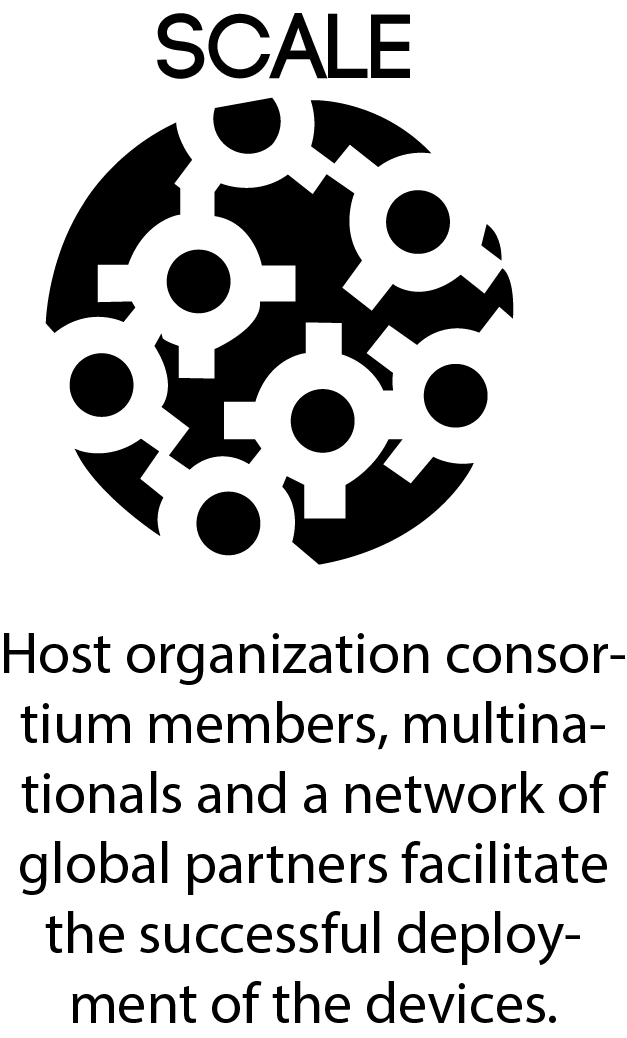 SCALE
Host organization consor-
tium members, multina-
tionals and a network of
global partners facilitate
the successful deploy-
ment of the devices.